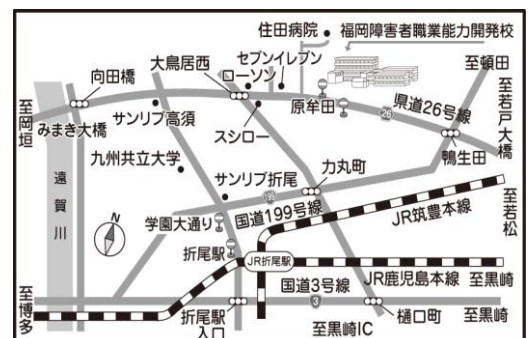 住田病院
福岡障害者職業能力開発校
セブンイレブン
大鳥居西
ローソン
至頓田
向田橋
原牡田
県道26号線
至若戸大橋
至岡垣
みまき大橋
サンリブ高須
スシロー
26
鴨生田
九州共立大学
力丸町
サンリブ折尾
遠賀川
199
国道199号線
JR筑豊本線
至若松
N
学園大通り
折尾駅
JR折尾駅
JR鹿児島本線
至黒崎
至博多
国道3号線
3
至黒崎
折尾駅入口
至黒崎IC
樋口町